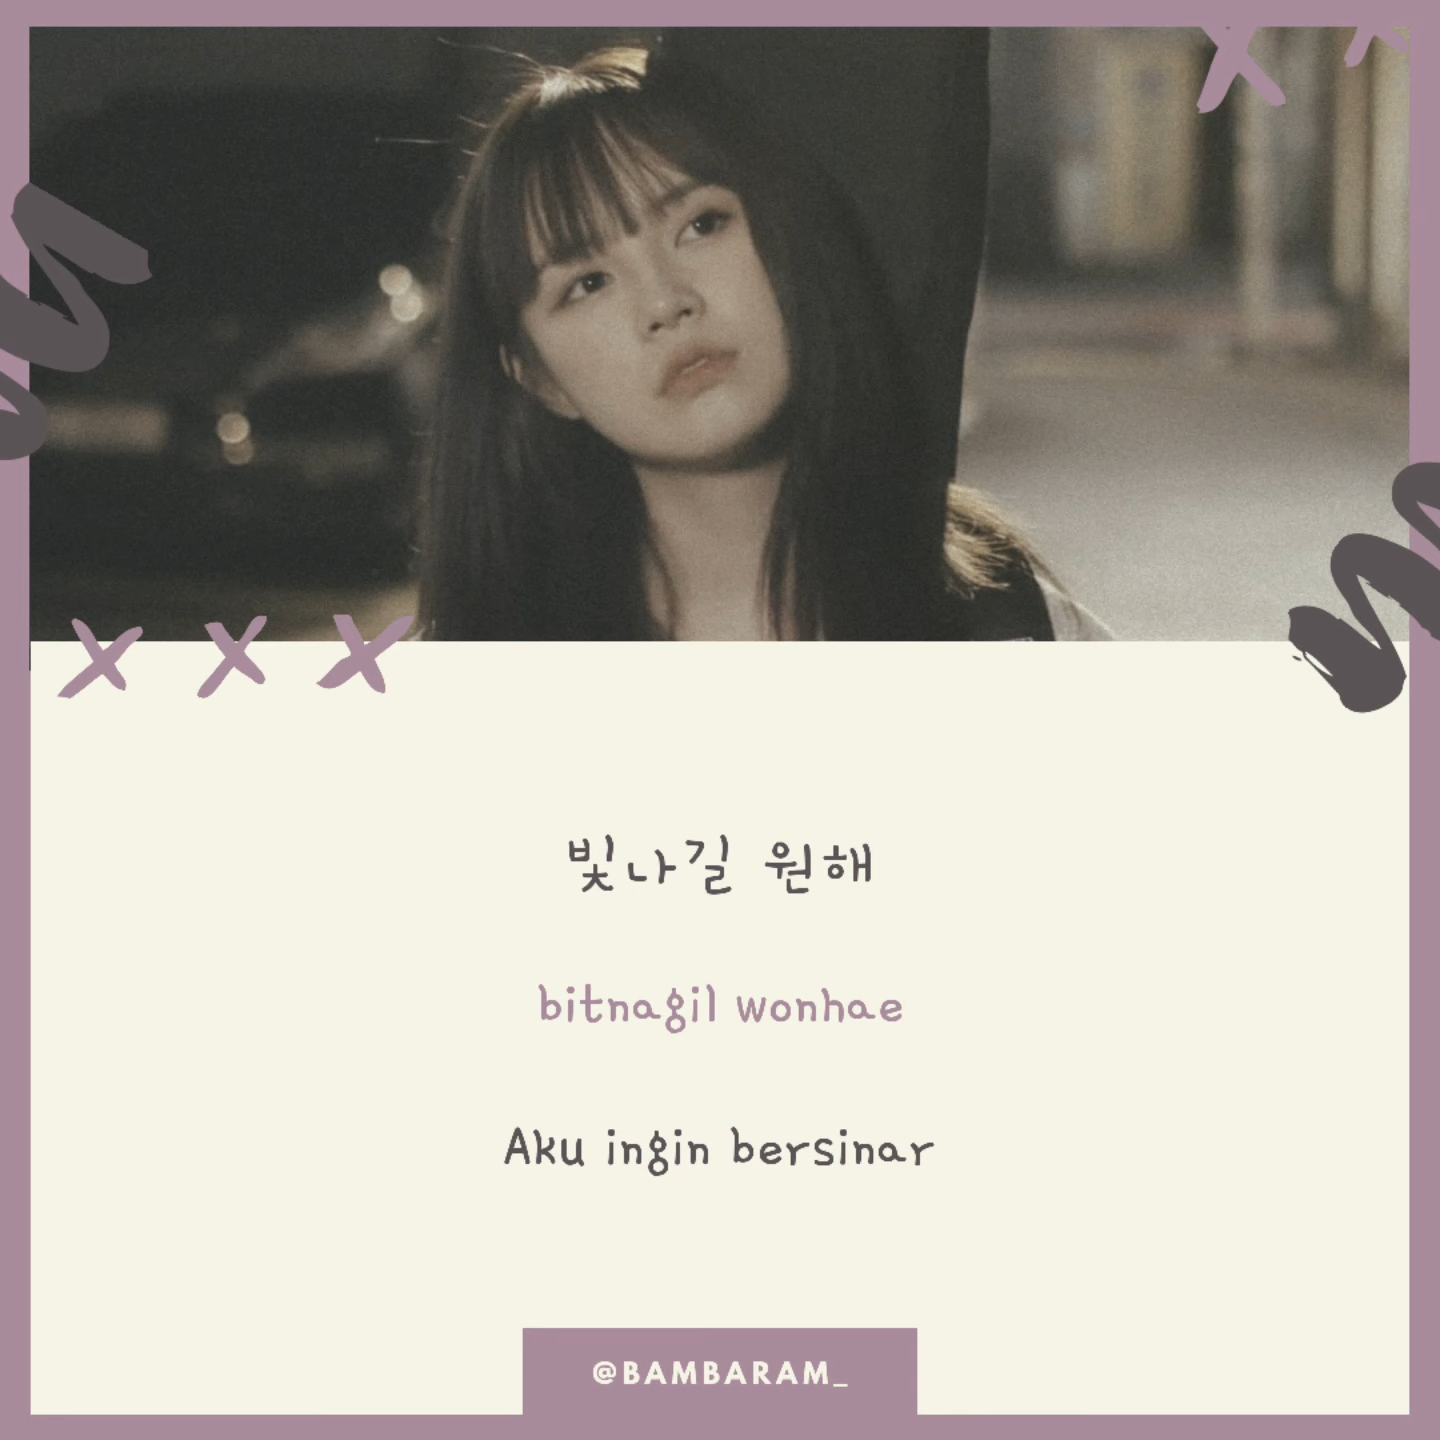 빛나길 원해
bitnagil wonhae
Aku ingin bersinar
@BAMBARAM_